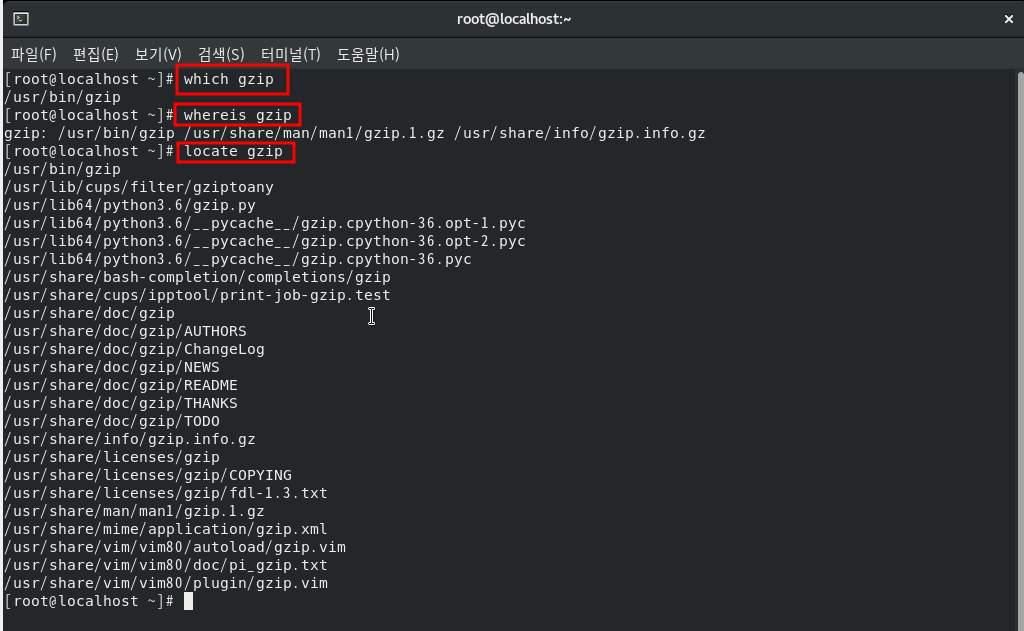 root@localhost:~
파일(F) 편집(E) 보기(V) 검색(S) 터미널(T) 도움말(H)
[root@localhost ~]# which gzip
/usr/bin/gzip
[root@localhost ~]# whereis gzip
gzip: /usr/bin/gzip /usr/share/man/man1/gzip.1.gz /usr/share/info/gzip.info.gz
[root@localhost ~]# locate gzip
/usr/bin/gzip
/usr/lib/cups/filter/gziptoany
/usr/lib64/python3.6/gzip.py
/usr/lib64/python3.6/__pycache__/gzip.cpython-36.opt-1.pyc
/usr/lib64/python3.6/__pycache__/gzip.cpython-36.opt-2.pyc
/usr/lib64/python3.6/__pycache__/gzip.cpython-36.pyc
/usr/share/bash-completion/completions/gzip
/usr/share/cups/ipptool/print-job-gzip.test
/usr/share/doc/gzip
/usr/share/doc/gzip/AUTHORS
/usr/share/doc/gzip/ChangeLog
/usr/share/doc/gzip/NEWS
/usr/share/doc/gzip/README
/usr/share/doc/gzip/THANKS
/usr/share/doc/gzip/TODO
/usr/share/info/gzip.info.gz
/usr/share/licenses/gzip
/usr/share/licenses/gzip/COPYING
/usr/share/licenses/gzip/fdl-1.3.txt
/usr/share/man/man1/gzip.1.gz
/usr/share/mime/application/gzip.xml
/usr/share/vim/vim80/autoload/gzip.vim
/usr/share/vim/vim80/doc/pi_gzip.txt
/usr/share/vim/vim80/plugin/gzip.vim
[root@localhost ~]#